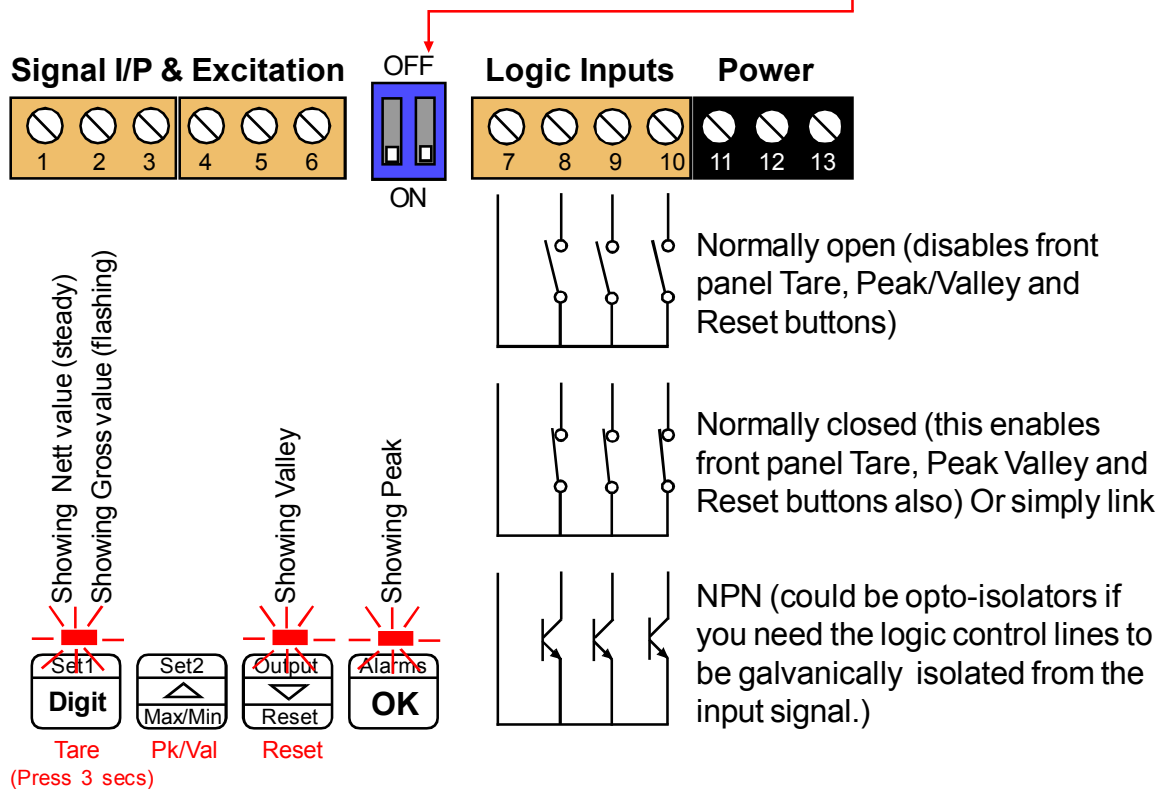 Signal I/P & Excitation
OFF
Logic Inputs
Power
1 2 3 4 5 6
7 8 9 10 11 12 13
ON
Normally open (disables front
panel Tare, Peak/Valley and
Reset buttons)
Normally closed (this enables
front panel Tare, Peak Valley and
Reset buttons also) Or simply link
NPN (could be opto-isolators if
you need the logic control lines to
be galvanically isolated from the
input signal.)
Showing Nett value (steady)
Showing Gross value (flashing)
Showing Valley
Showing Peak
Set1
Digit
Set2
Max/Min
Output
Reset
Alarms
OK
Tare
(Press 3 secs)
Pk/Val
Reset